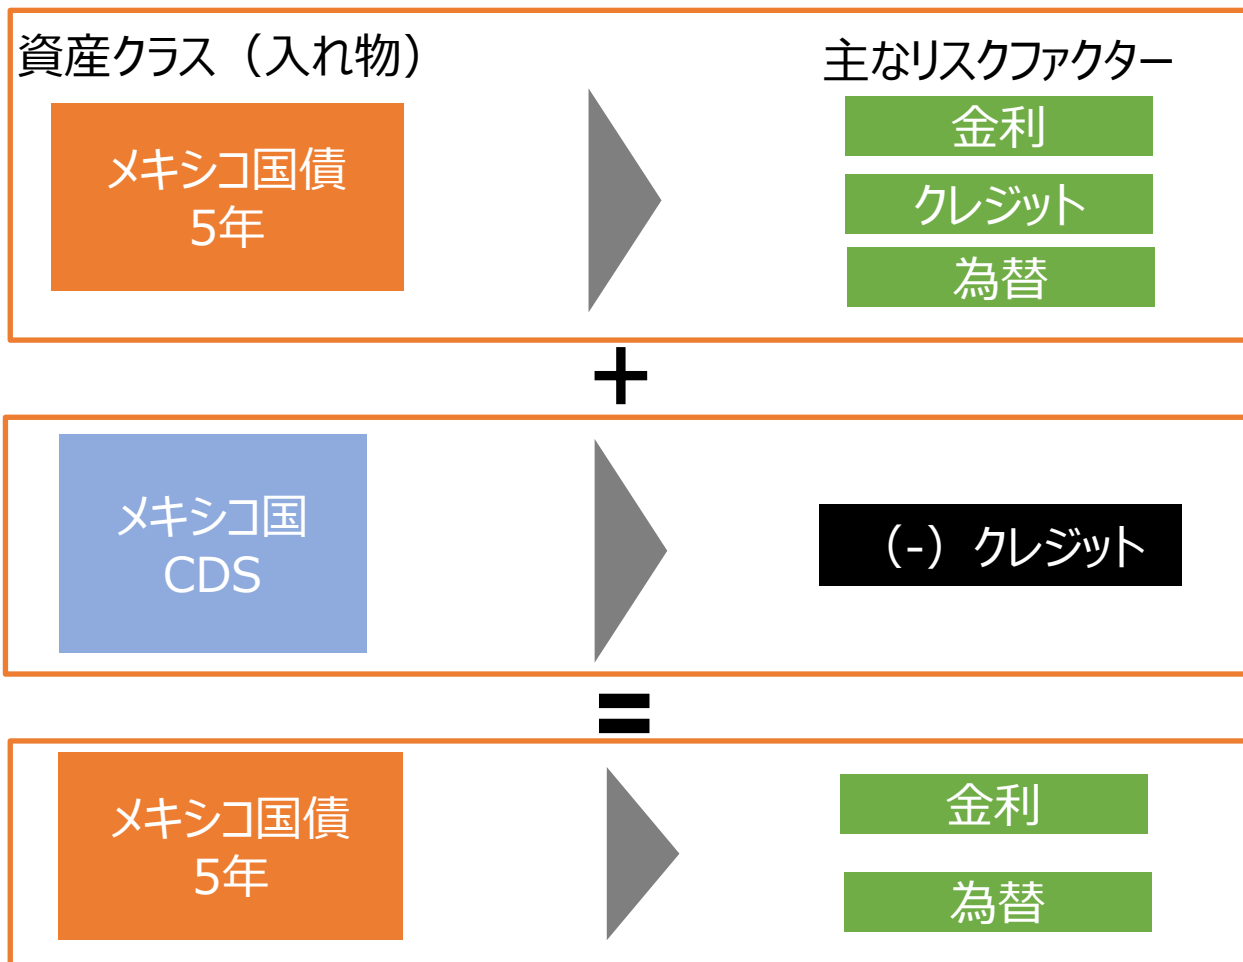 資産クラス（入れ物）
主なリスクファクター
メキシコ国債
5年
金利
クレジット
為替
+
メキシコ国
CDS
（-）クレジット
=
メキシコ国債
5年
金利
為替